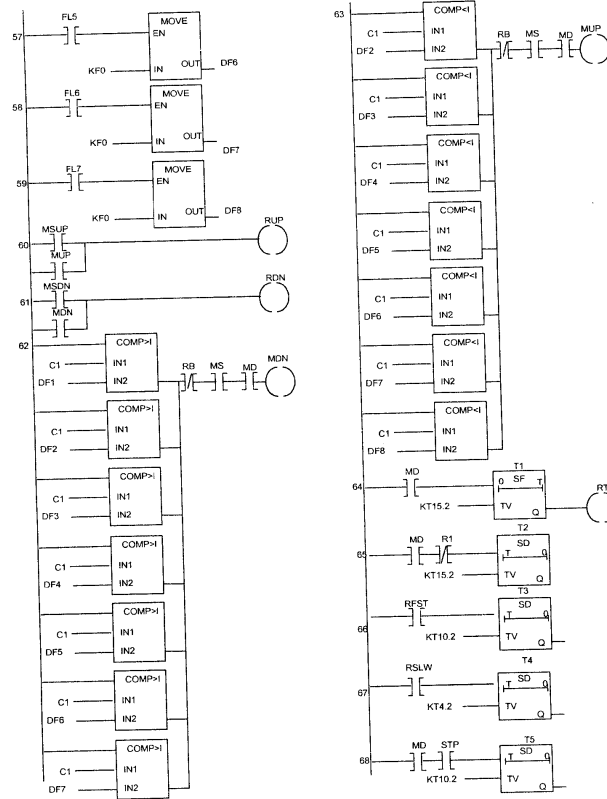 FL5
MOVE
57
EN
KF0
IN
OUT
DF6
FL6
MOVE
58
EN
KF0
IN
OUT
DF7
FL7
MOVE
59
EN
KF0
IN
OUT
DF8
MSUP
RUP
60
MUP
MSDN
RDN
61
MDN
62
COMP>I
C1
IN1
DF1
IN2
RB
MS
MD
MDN
COMP>I
C1
IN1
DF2
IN2
COMP>I
C1
IN1
DF3
IN2
COMP>I
C1
IN1
DF4
IN2
COMP>I
C1
IN1
DF5
IN2
COMP>I
C1
IN1
DF6
IN2
COMP>I
C1
IN1
DF7
IN2
63
COMP<I
C1
IN1
DF2
IN2
RB
MS
MD
MUP
COMP<I
C1
IN1
DF3
IN2
COMP<I
C1
IN1
DF4
IN2
COMP<I
C1
IN1
DF5
IN2
COMP<I
C1
IN1
DF6
IN2
COMP<I
C1
IN1
DF7
IN2
COMP<I
C1
IN1
DF8
IN2
64
MD
T1
0 SF T
KT15.2
TV
Q
RT
65
MD
R1
T2
SD
T 0
KT15.2
TV
Q
66
RFST
T3
SD
T 0
KT10.2
TV
Q
67
RSLW
T4
SD
T 0
KT4.2
TV
Q
68
MD
STP
T5
SD
T 0
KT10.2
TV
Q